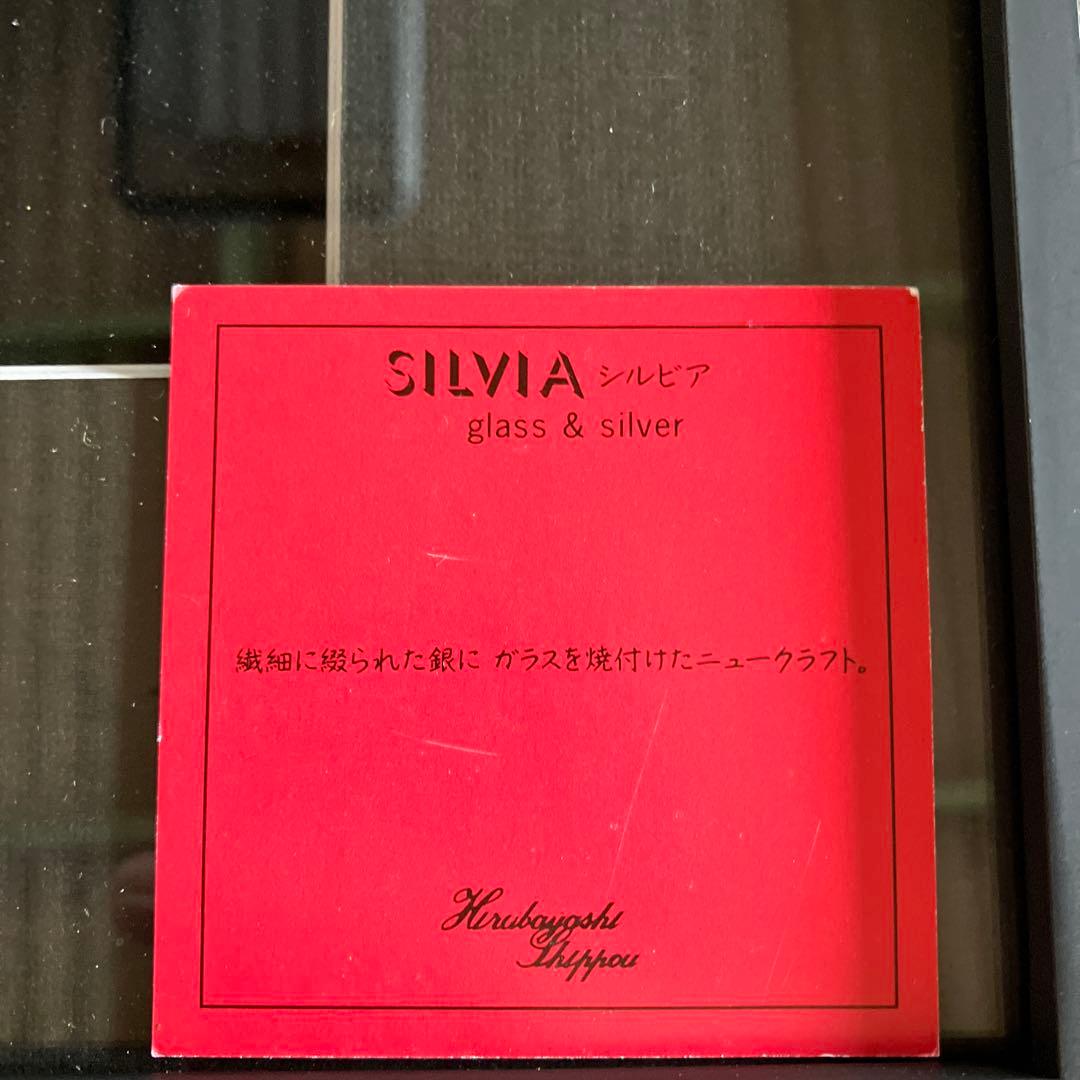 SILVIA シルビア
glass & silver
繊細に綴られた銀に ガラスを焼付けたニュークラフト。
Hirubayashi
Shippou